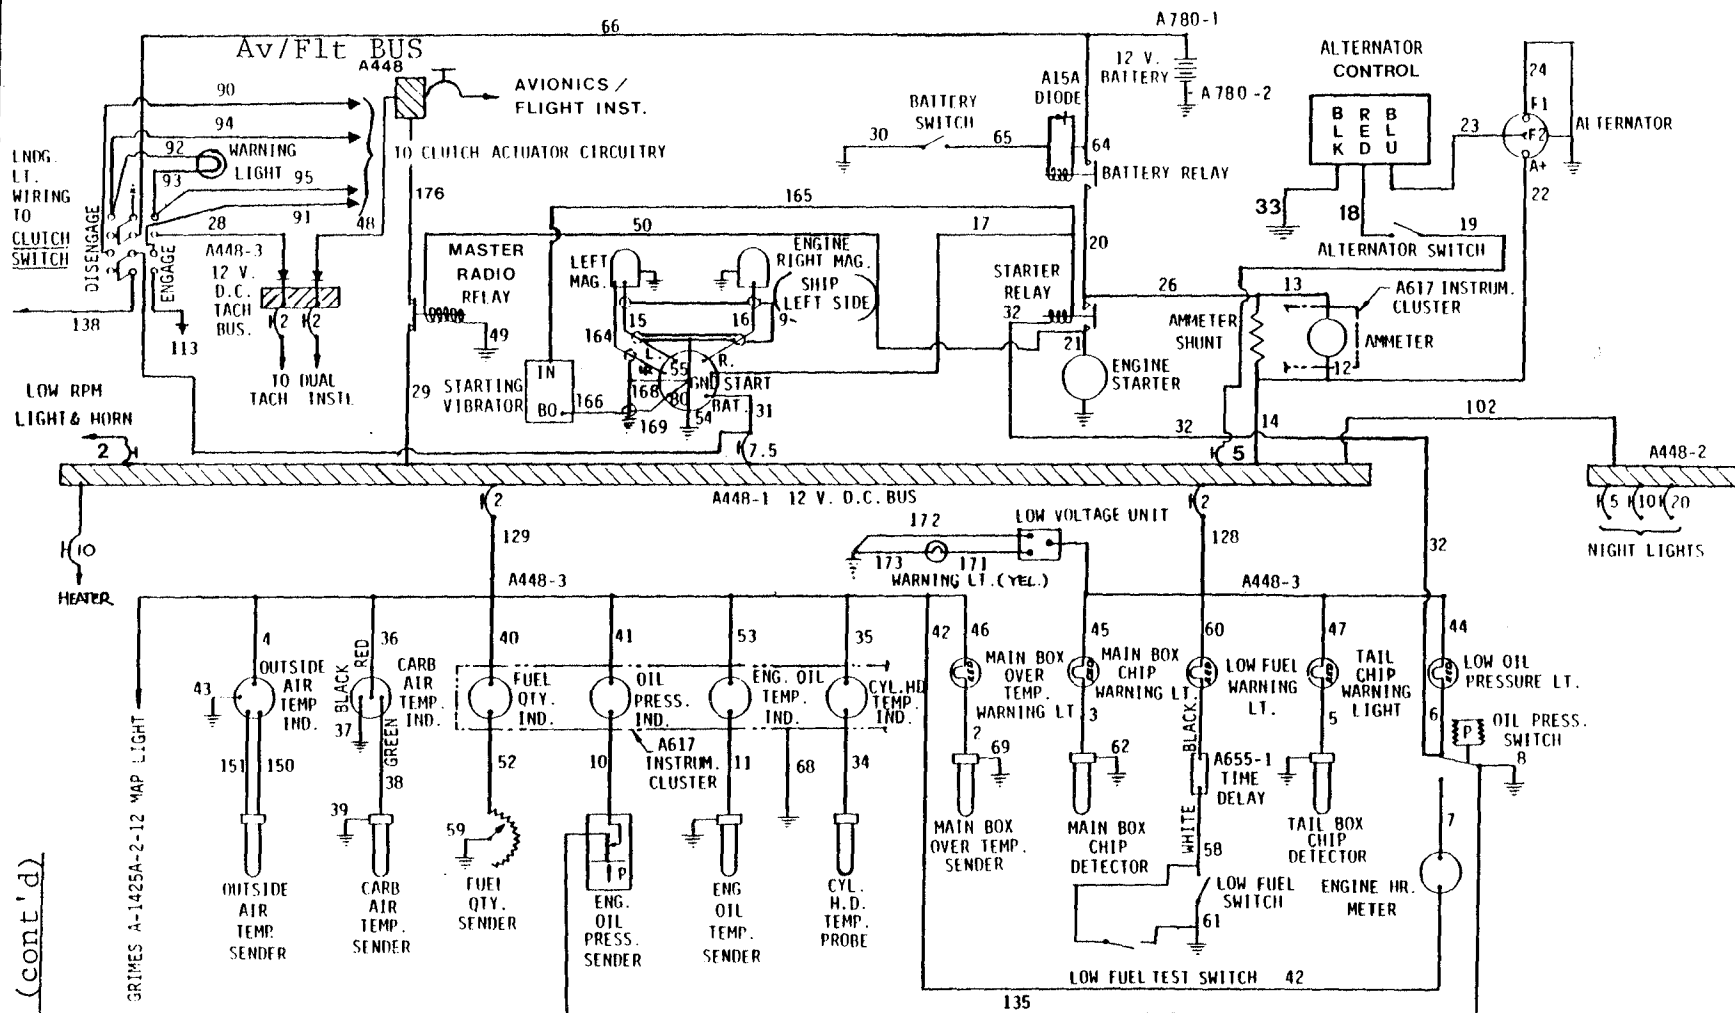 66
A780-1
Av/Flt BUS
A448
AVIONICS /
FLIGHT INST.
12 V.
BATTERY
A780-2
A15A
DIODE
ALTERNATOR
CONTROL
BLK
RED
BLU
24
F1
F2
A+
ALTERNATOR
23
22
90
94
92
93
WARNING
LIGHT
95
91
28
48
TO CLUTCH ACTUATOR CIRCUITRY
176
BATTERY
SWITCH
30
65
64
BATTERY RELAY
33
18
19
ALTERNATOR SWITCH
LNDG.
LT.
WIRING
TO
CLUTCH
SWITCH
DISENGAGE
ENGAGE
138
113
A448-3
12 V.
D.C.
TACH
BUS.
2
2
TO DUAL
TACH INSTL
165
50
17
20
MASTER
RADIO
RELAY
49
29
LEFT
MAG.
ENGINE
RIGHT MAG.
SHIP
LEFT SIDE
15
16
9
164
L.
R.
55
GND
START
BAT.
BO
168
169
54
31
STARTING
VIBRATOR
IN
BO
166
STARTER
RELAY
32
21
ENGINE
STARTER
26
13
A617 INSTRUM.
CLUSTER
AMMETER
SHUNT
AMMETER
12
14
32
102
LOW RPM
LIGHT & HORN
2
7.5
5
A448-1 12 V. D.C. BUS
A448-2
5
10
20
NIGHT LIGHTS
10
HEATER
2
129
2
128
172
LOW VOLTAGE UNIT
173
171
WARNING LT. (YEL.)
32
A448-3
A448-3
4
36
40
41
53
35
42
46
45
60
47
44
43
OUTSIDE
AIR
TEMP
IND.
151
150
OUTSIDE
AIR
TEMP.
SENDER
BLACK
RED
GREEN
37
CARB
AIR
TEMP.
IND.
38
39
CARB
AIR
TEMP.
SENDER
FUEL
QTY.
IND.
52
59
FUEL
QTY.
SENDER
OIL
PRESS.
IND.
A617
INSTRUM.
CLUSTER
10
P
ENG.
OIL
PRESS.
SENDER
ENG. OIL
TEMP.
IND.
11
68
ENG
OIL
TEMP.
SENDER
CYL.HD
TEMP.
IND.
34
CYL.
H.D.
TEMP.
PROBE
MAIN BOX
OVER
TEMP.
WARNING LT
RED
2
69
MAIN BOX
OVER TEMP.
SENDER
MAIN BOX
CHIP
WARNING LT.
RED
3
62
MAIN BOX
CHIP
DETECTOR
LOW FUEL
WARNING
LT.
RED
BLACK
A655-1
TIME
DELAY
WHITE
58
LOW FUEL
SWITCH
61
LOW FUEL TEST SWITCH
42
135
TAIL
CHIP
WARNING
LIGHT
RED
5
TAIL BOX
CHIP
DETECTOR
LOW OIL
PRESSURE LT.
RED
6
P
OIL PRESS.
SWITCH
8
7
ENGINE HR.
METER
GRIMES A-1425A-2-12 MAP LIGHT
(cont'd)